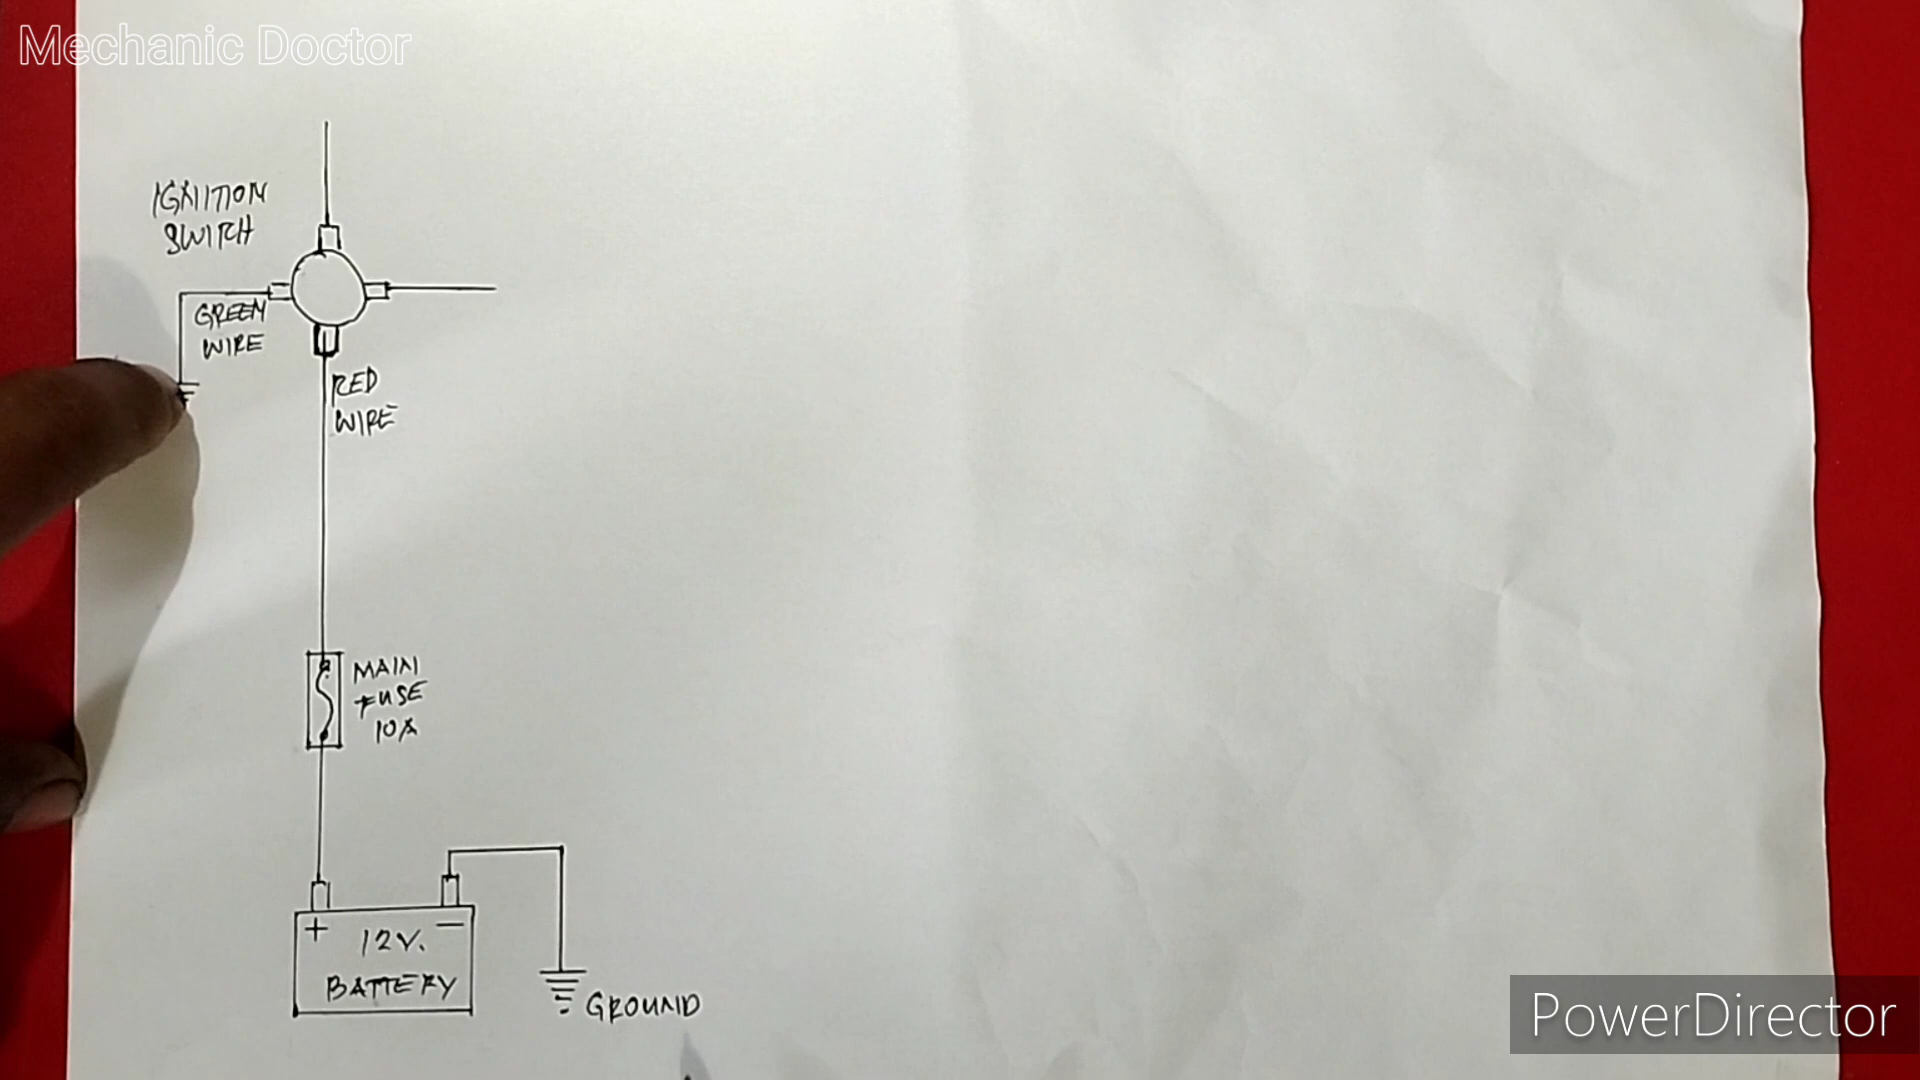 Mechanic Doctor
IGNITION
SWITCH
GREEN
WIRE
RED
WIRE
MAIN
FUSE
10A
+ −
12V.
BATTERY
GROUND
PowerDirector